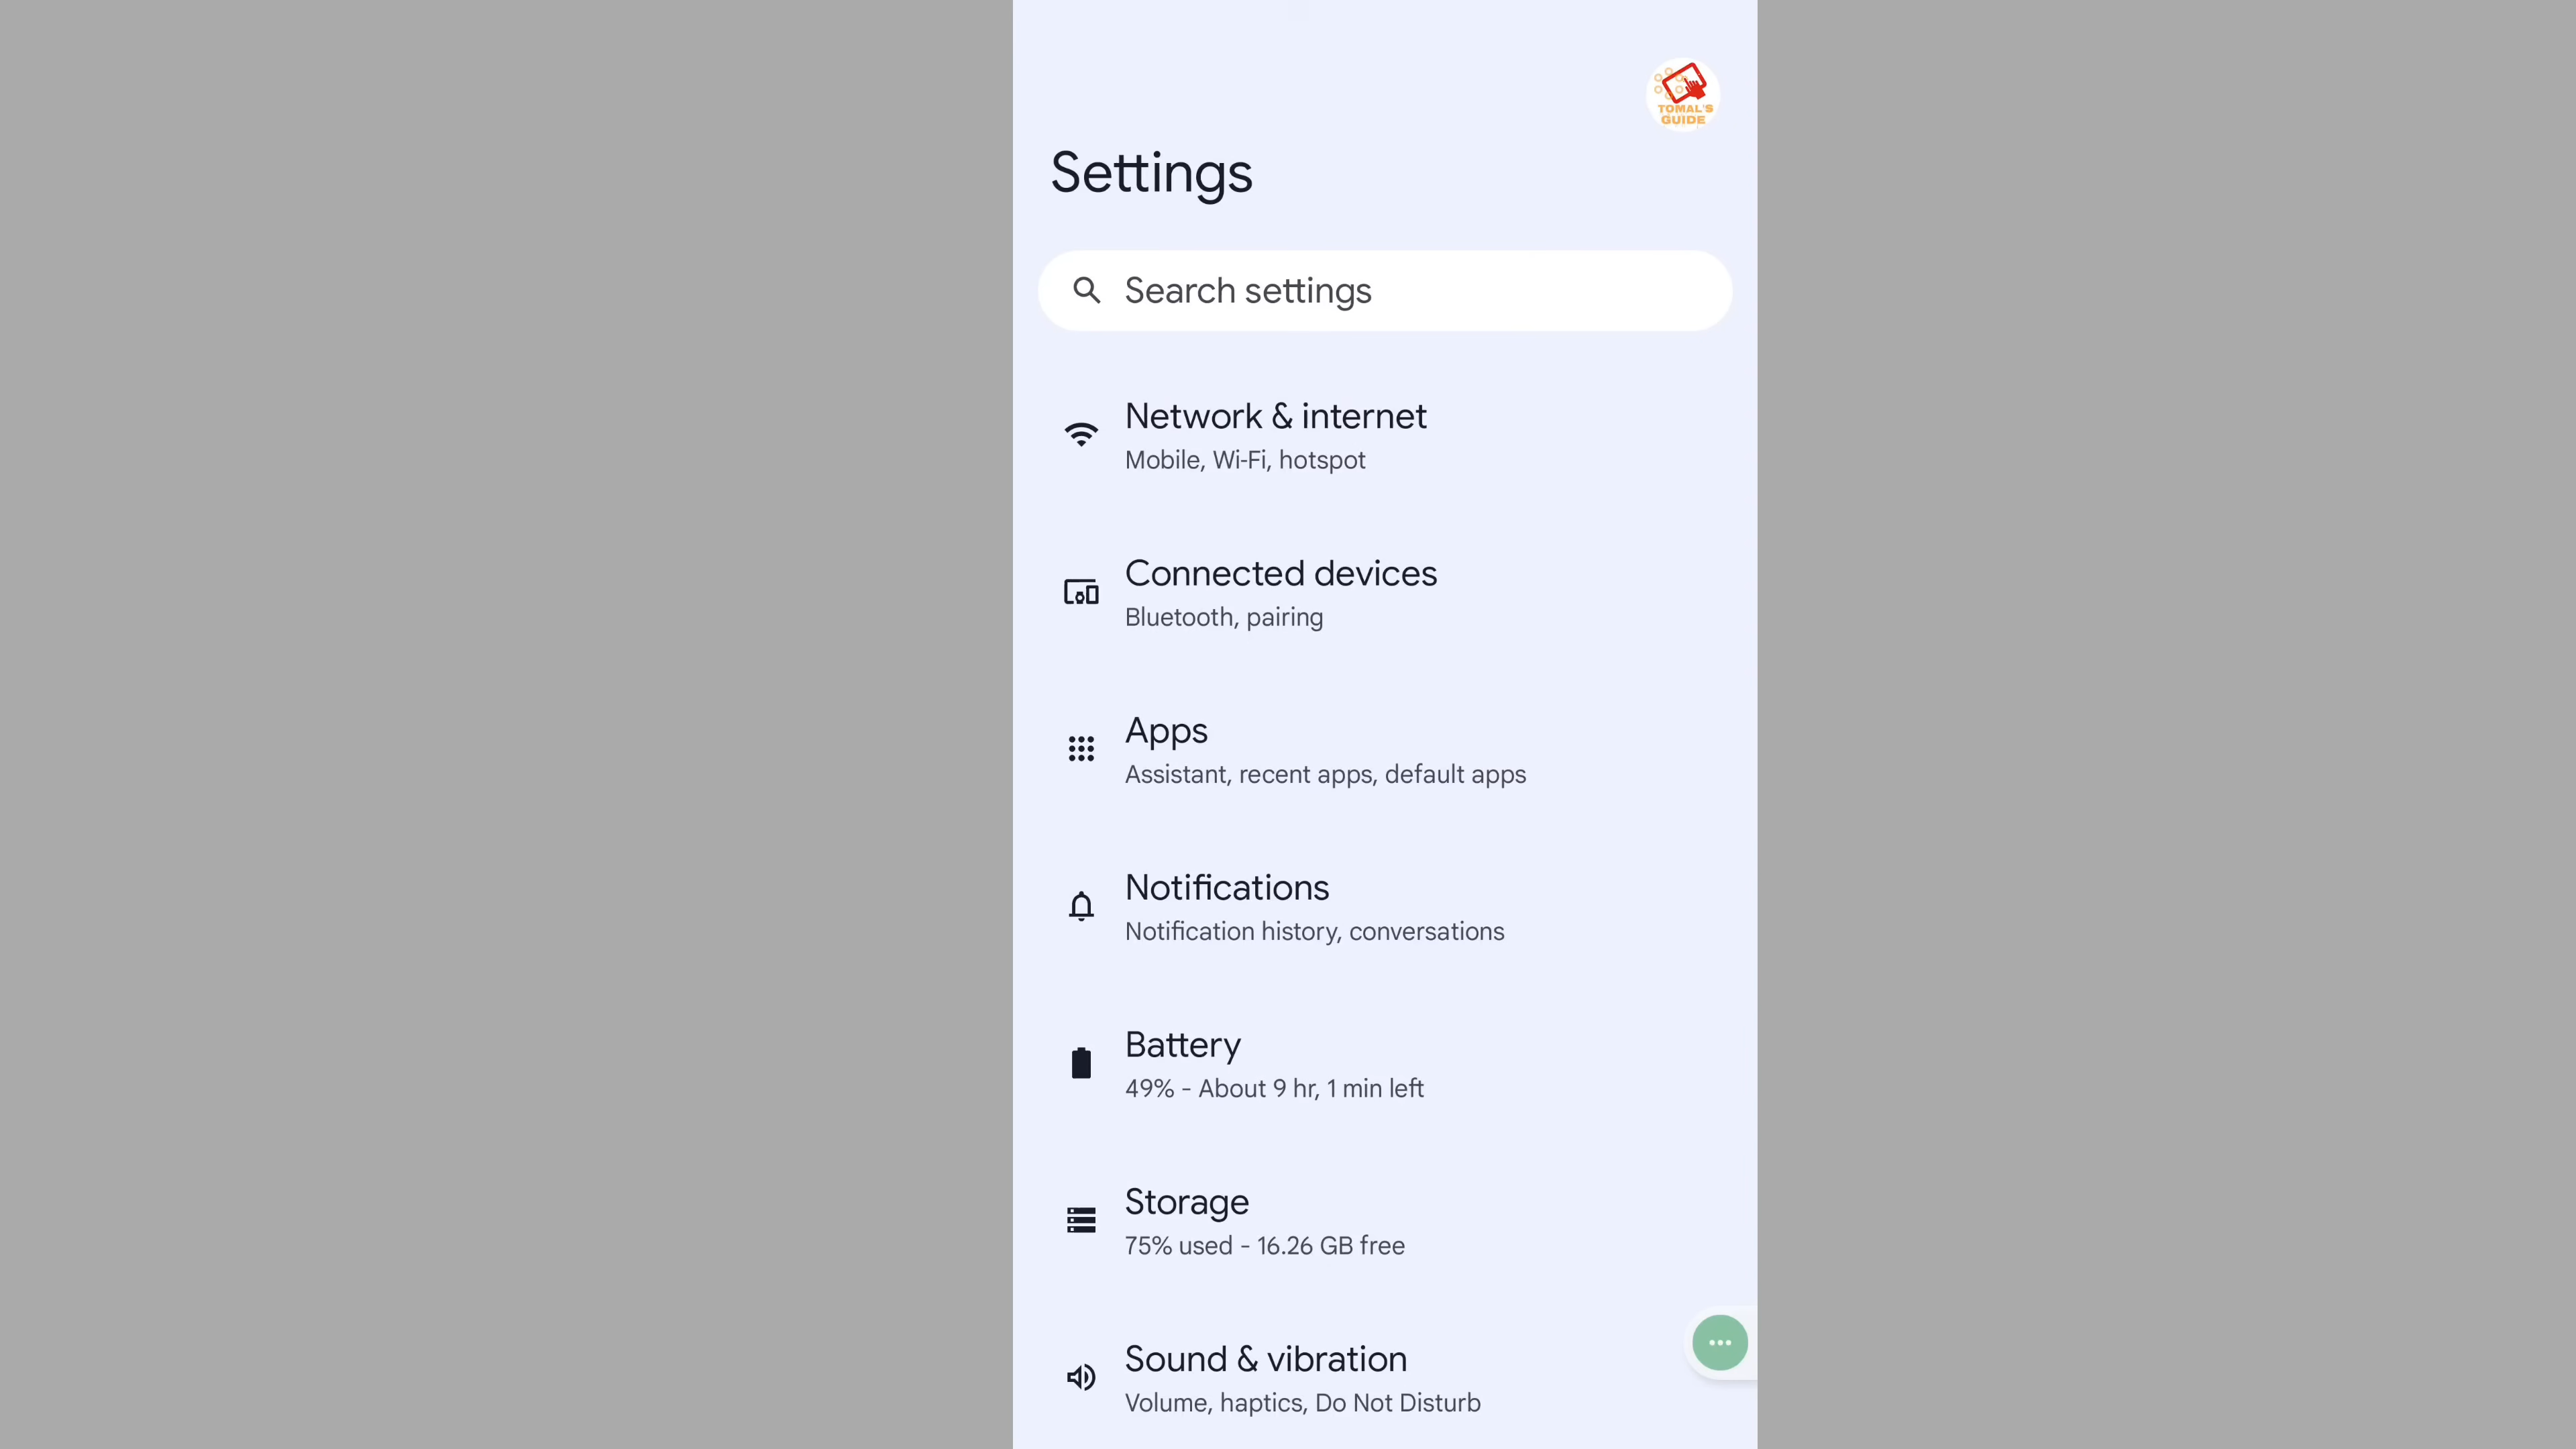 TOMAL'S
GUIDE
Settings
Search settings
Network & internet
Mobile, Wi-Fi, hotspot
Connected devices
Bluetooth, pairing
Apps
Assistant, recent apps, default apps
Notifications
Notification history, conversations
Battery
49% - About 9 hr, 1 min left
Storage
75% used - 16.26 GB free
Sound & vibration
Volume, haptics, Do Not Disturb